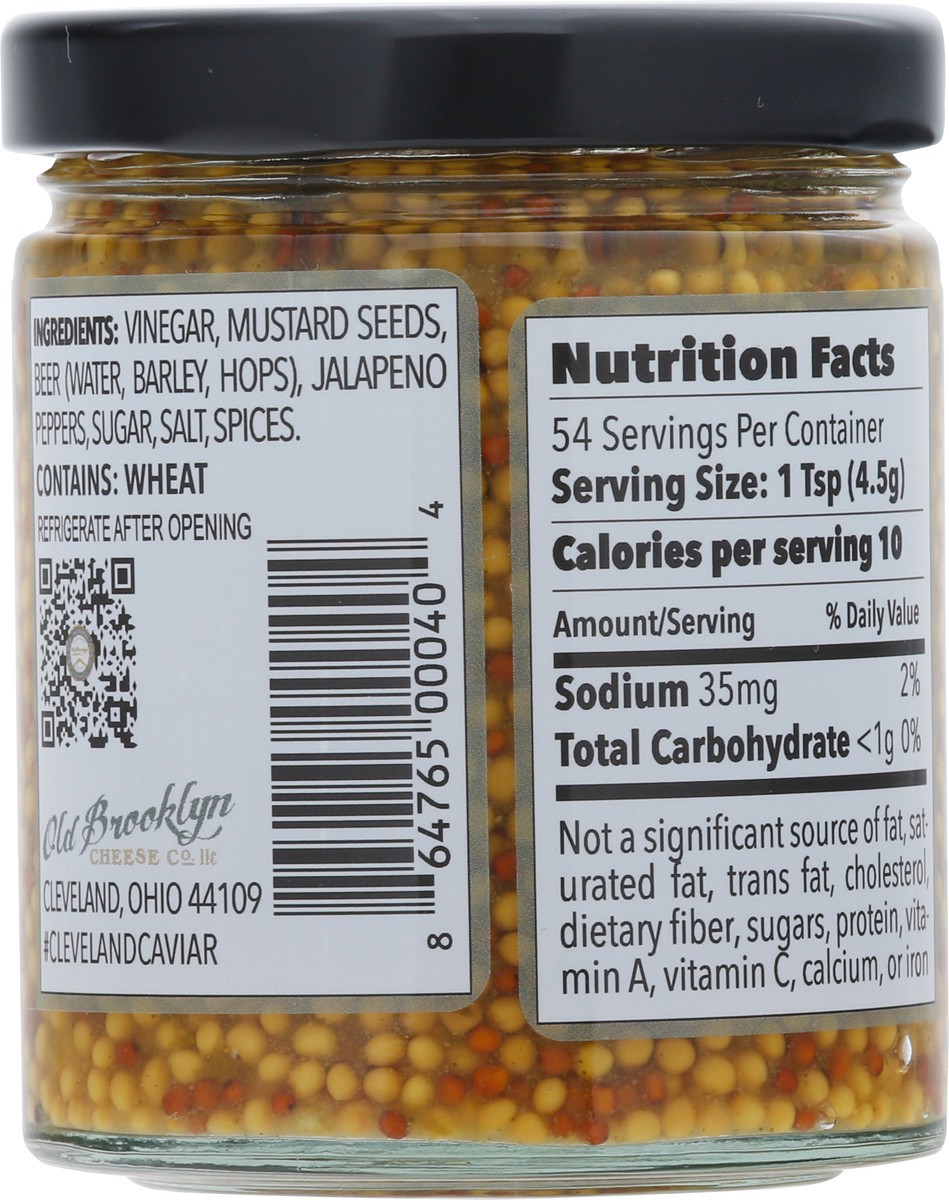 INGREDIENTS: VINEGAR, MUSTARD SEEDS,
BEER (WATER, BARLEY, HOPS), JALAPENO
PEPPERS, SUGAR, SALT, SPICES.
CONTAINS: WHEAT
REFRIGERATE AFTER OPENING
8 64765 00040 4
Old Brooklyn
CHEESE CO. llc
CLEVELAND, OHIO 44109
#CLEVELANDCAVIAR
Nutrition Facts
54 Servings Per Container
Serving Size: 1 Tsp (4.5g)
Calories per serving 10
Amount/Serving % Daily Value
Sodium 35mg 2%
Total Carbohydrate <1g 0%
Not a significant source of fat, sat-
urated fat, trans fat, cholesterol,
dietary fiber, sugars, protein, vita-
min A, vitamin C, calcium, or iron